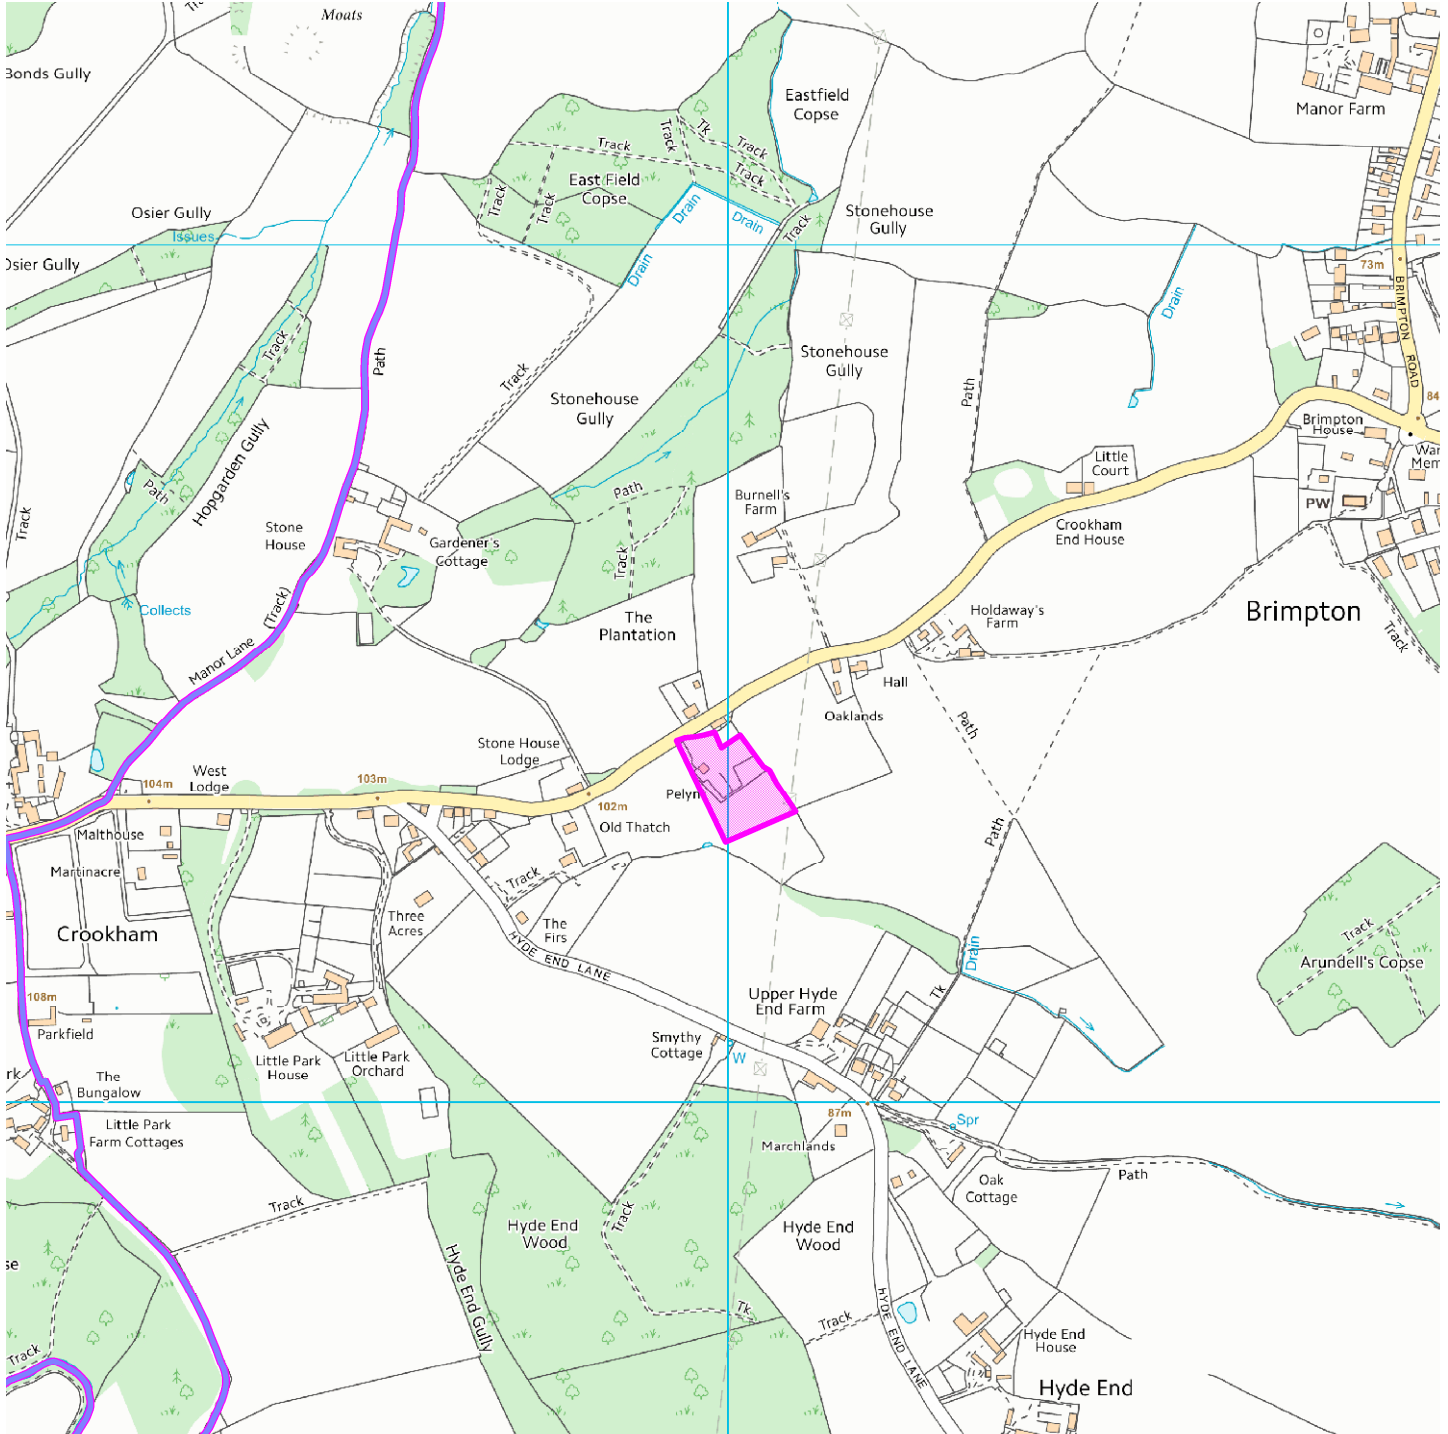 Moats
Bonds Gully
Eastfield
Copse
Manor Farm
Track
Tk
Track
Track
Track
East Field
Copse
Track
Track
Drain
Drain
Track
Stonehouse
Gully
Osier Gully
Issues
Osier Gully
Drain
73m
BRIMPTON ROAD
Drain
Track
Path
Stonehouse
Gully
Track
Path
Stonehouse
Gully
84
Brimpton
House
Hopgarden Gully
Path
Little
Court
War
Mem
Track
Stone
House
Path
Burnell's
Farm
PW
Crookham
End House
Gardener's
Cottage
Track
Collects
(Track)
Manor Lane
The
Plantation
Holdaway's
Farm
Brimpton
Track
Hall
Oaklands
Path
Stone House
Lodge
West
Lodge
104m
103m
102m
Pelyn
Old Thatch
Malthouse
Path
Martinacre
Track
Three
Acres
The
Firs
Crookham
HYDE END LANE
Drain
Track
Arundell's Copse
Tk
108m
Parkfield
Upper Hyde
End Farm
Smythy
Cottage
W
Little Park
House
Little Park
Orchard
rk
The
Bungalow
87m
Spr
Little Park
Farm Cottages
Marchlands
Path
Oak
Cottage
Track
Track
Hyde End
Wood
Hyde End
Wood
se
Hyde End Gully
Tk
Track
HYDE END LANE
Track
Hyde End
House
Hyde End